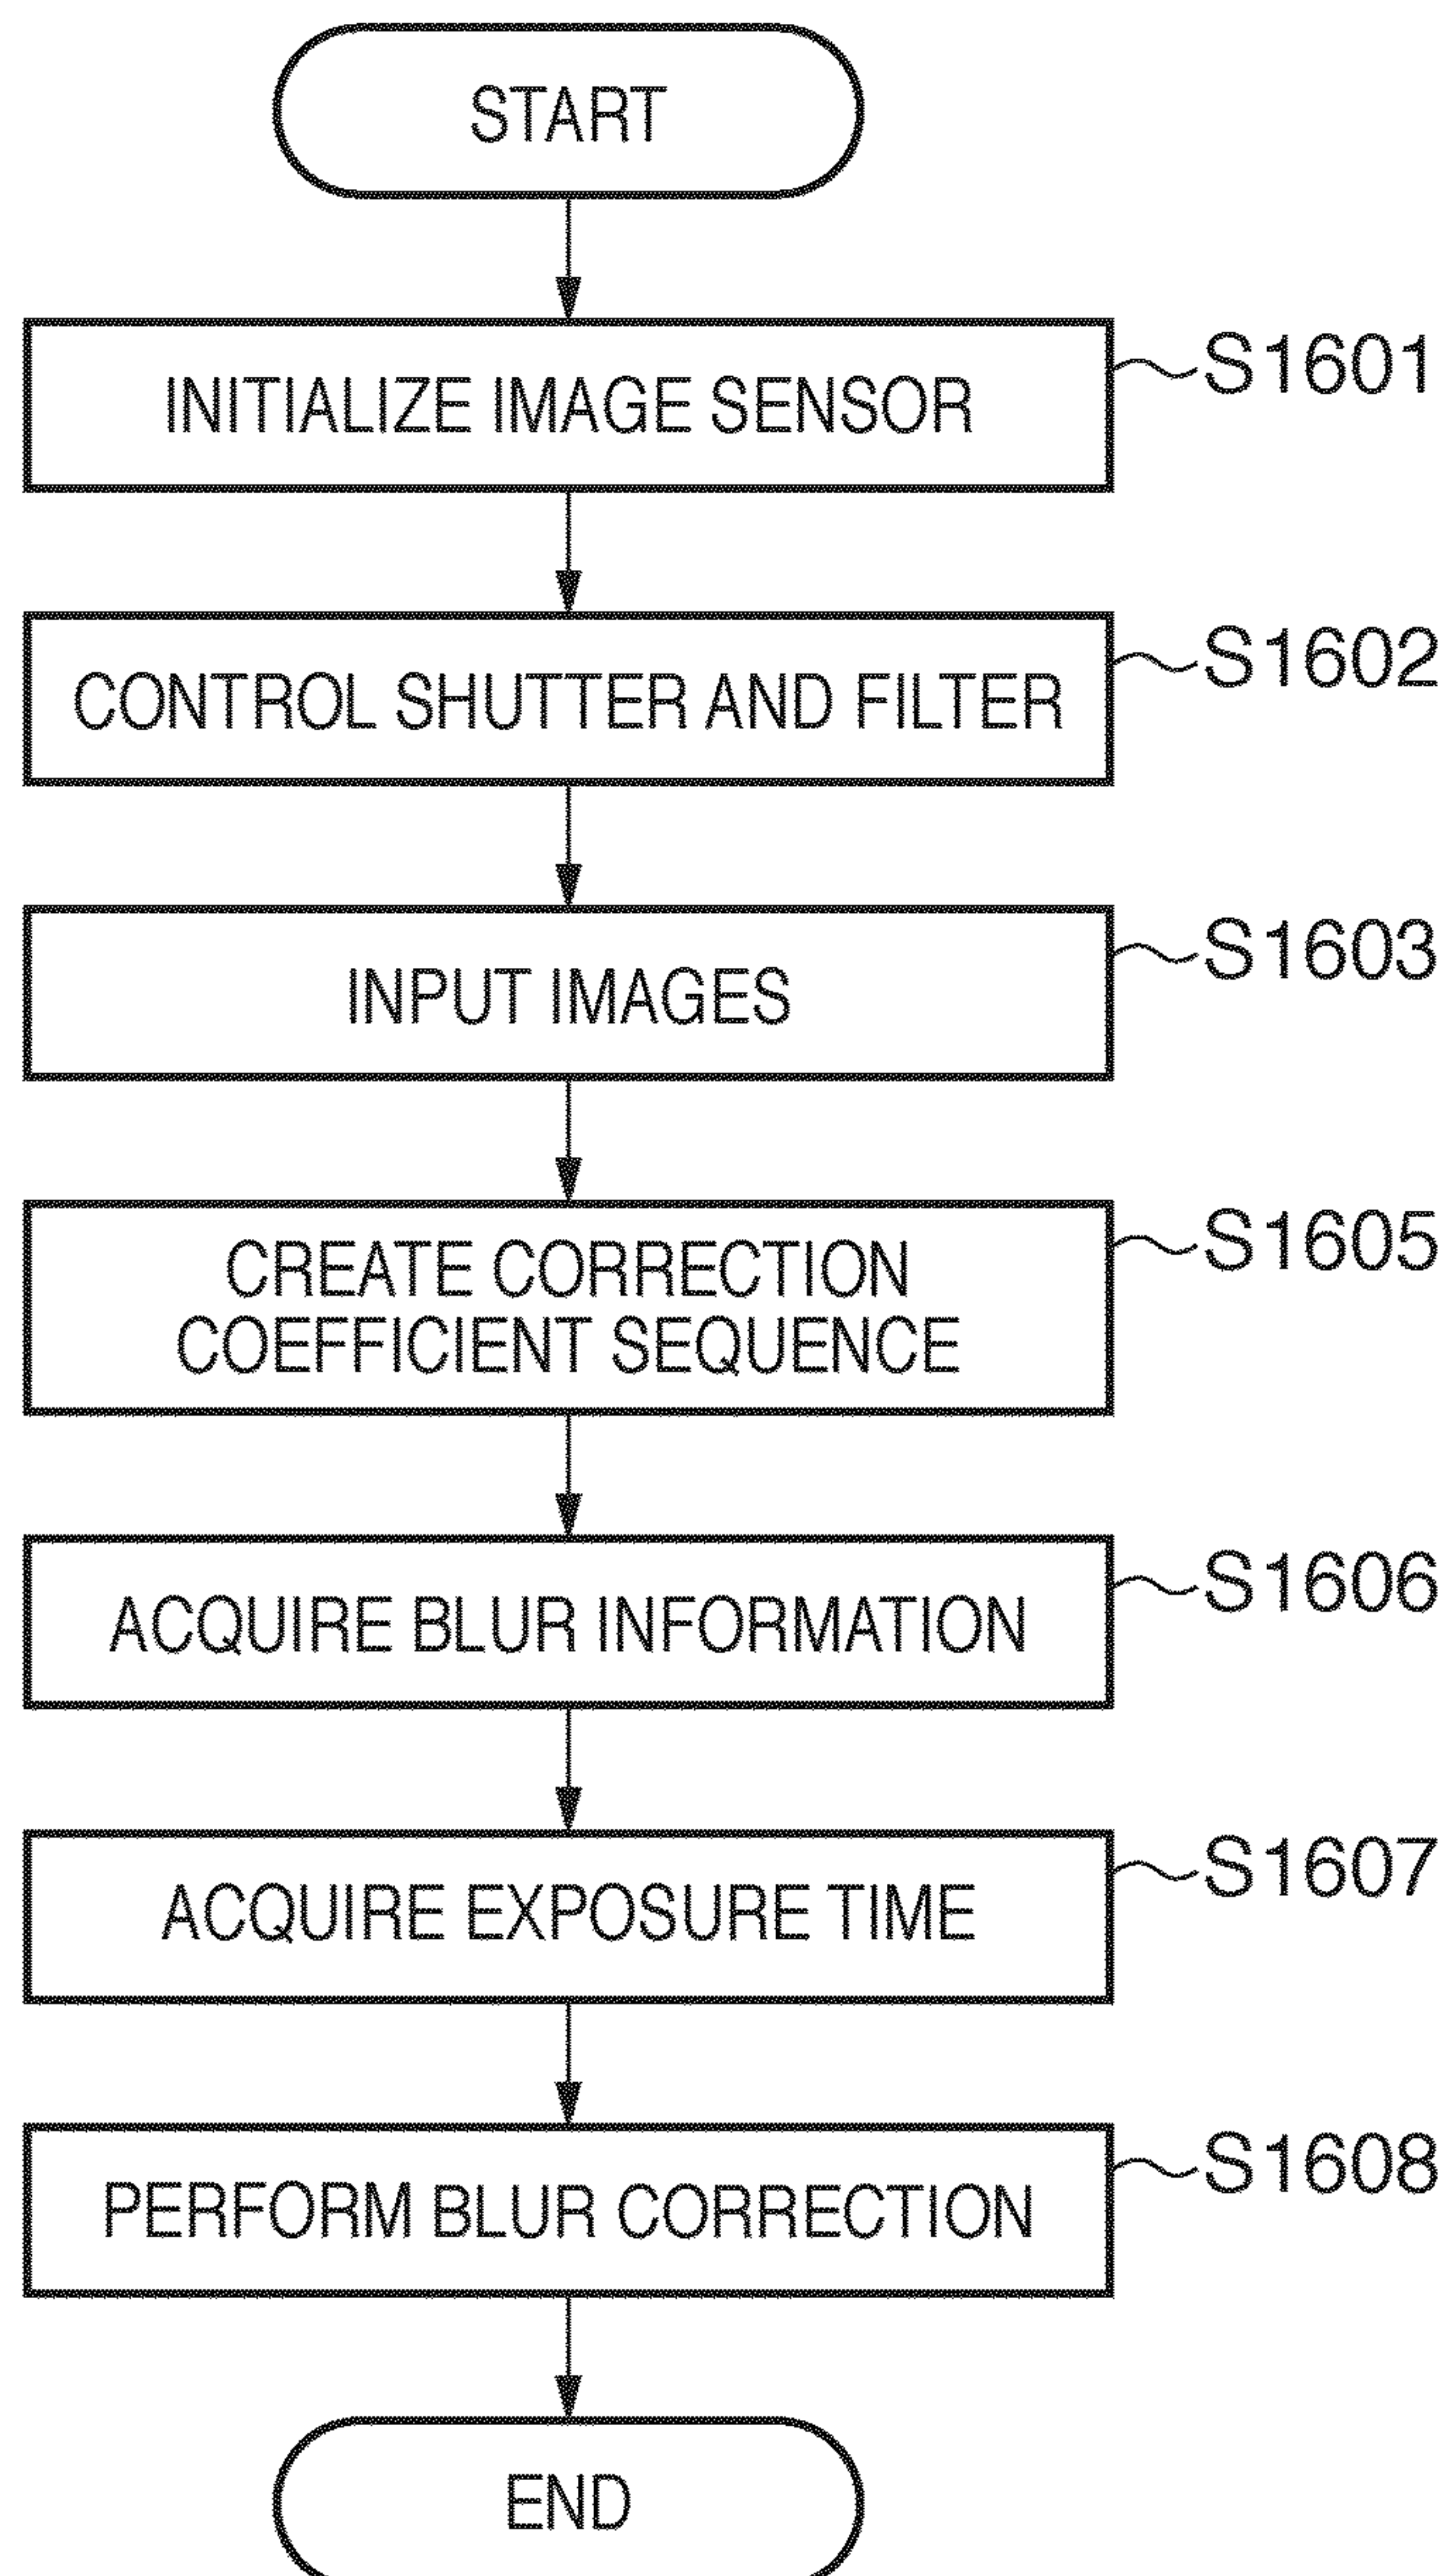 START
INITIALIZE IMAGE SENSOR
S1601
CONTROL SHUTTER AND FILTER
S1602
INPUT IMAGES
S1603
CREATE CORRECTION
COEFFICIENT SEQUENCE
S1605
ACQUIRE BLUR INFORMATION
S1606
ACQUIRE EXPOSURE TIME
S1607
PERFORM BLUR CORRECTION
S1608
END